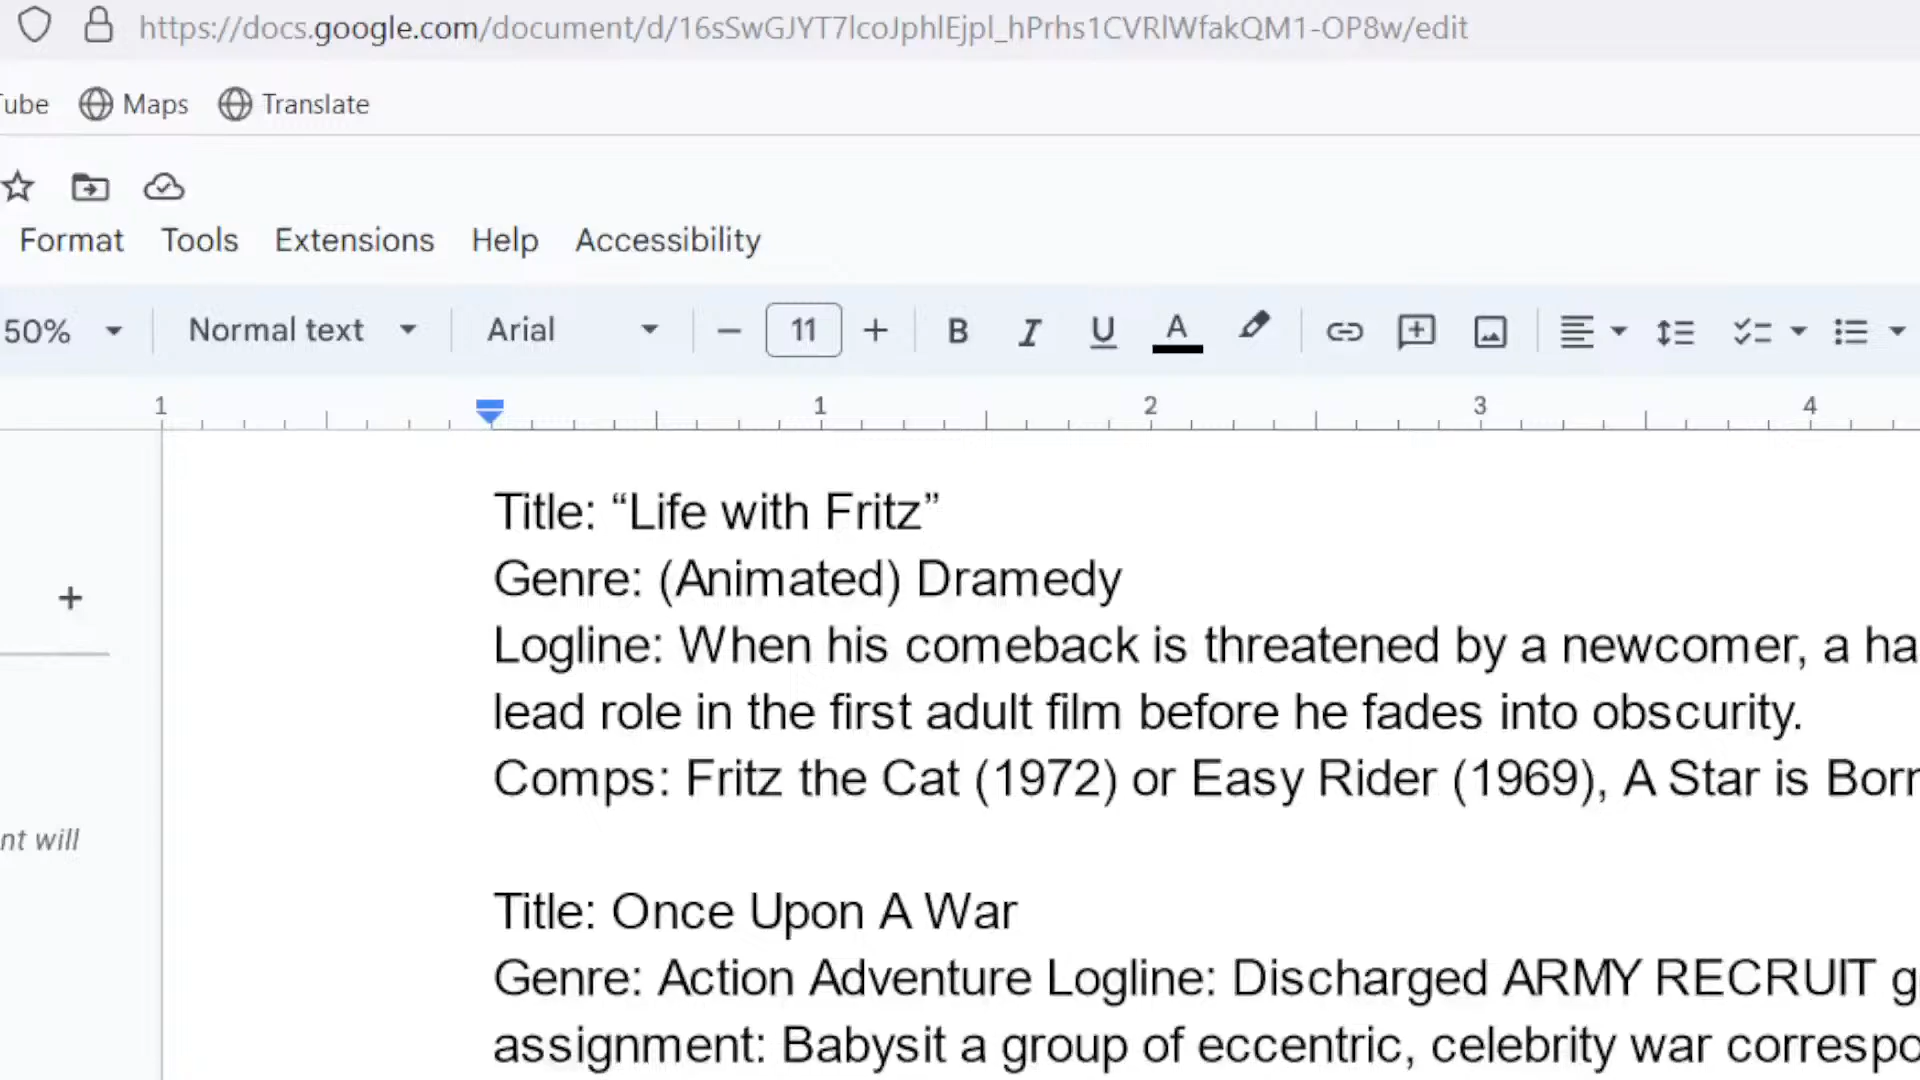 https://docs.google.com/document/d/16sSwGJYT7lcoJphlEjpl_hPrhs1CVRlWfakQM1-OP8w/edit
Tube Maps Translate
Format Tools Extensions Help Accessibility
50% Normal text Arial 11 B I U A
1 1 2 3 4
Title: “Life with Fritz”
Genre: (Animated) Dramedy
Logline: When his comeback is threatened by a newcomer, a ha
lead role in the first adult film before he fades into obscurity.
Comps: Fritz the Cat (1972) or Easy Rider (1969), A Star is Born
nt will
Title: Once Upon A War
Genre: Action Adventure Logline: Discharged ARMY RECRUIT g
assignment: Babysit a group of eccentric, celebrity war correspo